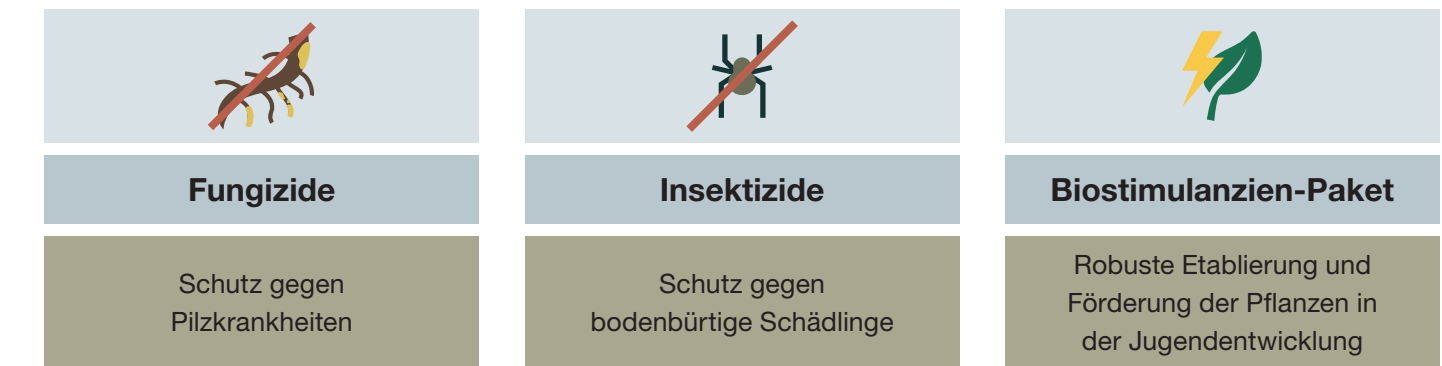 Fungizide
Insektizide
Biostimulanzien-Paket
Schutz gegen
Pilzkrankheiten
Schutz gegen
bodenbürtige Schädlinge
Robuste Etablierung und
Förderung der Pflanzen in
der Jugendentwicklung